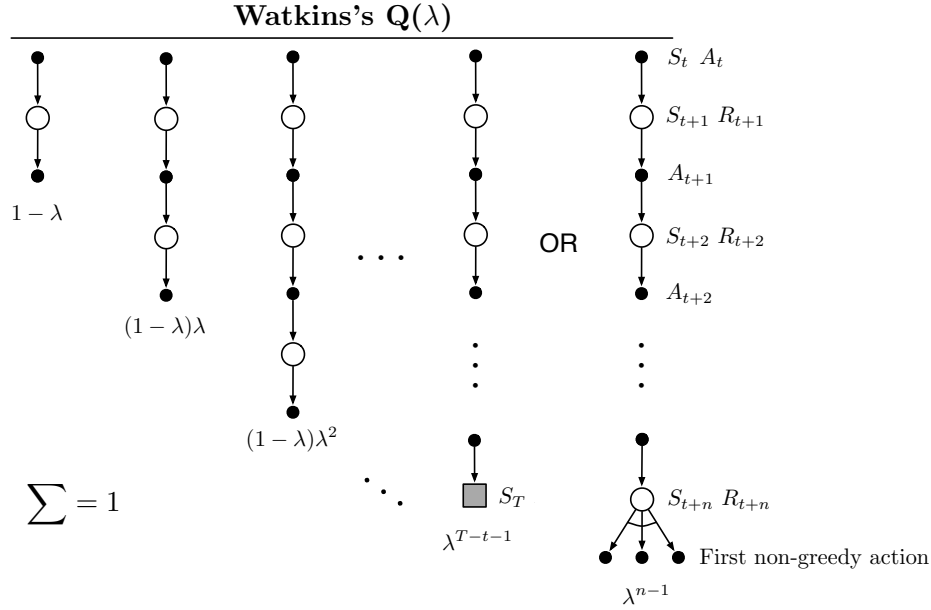 Watkins's Q(λ)
S_t A_t
S_{t+1} R_{t+1}
A_{t+1}
1 − λ
S_{t+2} R_{t+2}
OR
A_{t+2}
(1 − λ)λ
(1 − λ)λ^2
∑ = 1
S_T
S_{t+n} R_{t+n}
λ^{T−t−1}
First non-greedy action
λ^{n−1}